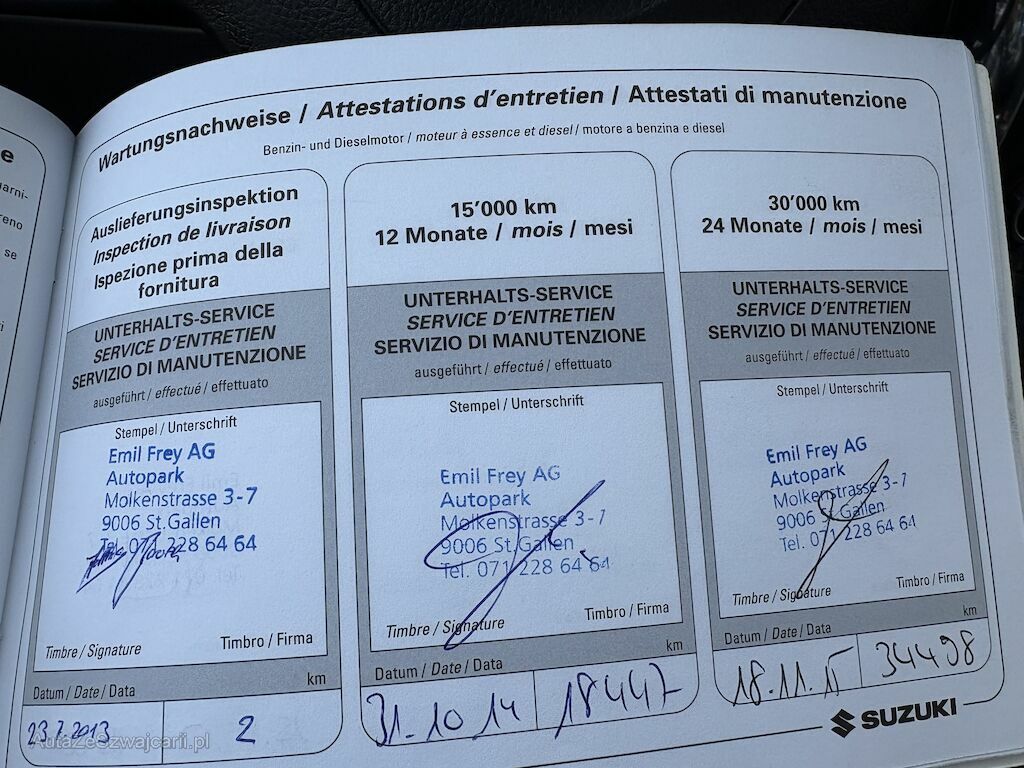 e
garni-
reno
se
Wartungsnachweise / Attestations d'entretien / Attestati di manutenzione
Benzin- und Dieselmotor / moteur à essence et diesel / motore a benzina e diesel
Auslieferungsinspektion
Inspection de livraison
Ispezione prima della
fornitura
UNTERHALTS-SERVICE
SERVICE D'ENTRETIEN
SERVIZIO DI MANUTENZIONE
ausgeführt / effectué / effettuato
Stempel / Unterschrift
Emil Frey AG
Autopark
Molkenstrasse 3-7
9006 St.Gallen
Tel. 071 228 64 64
Timbre / Signature
Timbro / Firma
km
Datum / Date / Data
23.7.2013
2
15'000 km
12 Monate / mois / mesi
UNTERHALTS-SERVICE
SERVICE D'ENTRETIEN
SERVIZIO DI MANUTENZIONE
ausgeführt / effectué / effettuato
Stempel / Unterschrift
Emil Frey AG
Autopark
Molkenstrasse 3-7
9006 St.Gallen
Tel. 071 228 64 64
Timbre / Signature
Timbro / Firma
km
Datum / Date / Data
31.10.14
18447
30'000 km
24 Monate / mois / mesi
UNTERHALTS-SERVICE
SERVICE D'ENTRETIEN
SERVIZIO DI MANUTENZIONE
ausgeführt / effectué / effettuato
Stempel / Unterschrift
Emil Frey AG
Autopark
Molkenstrasse 3-7
9006 St.Gallen
Tel. 071 228 64 64
Timbre / Signature
Timbro / Firma
km
Datum / Date / Data
18.11.15
34498
SUZUKI
AutaZeSzwajcarii.pl